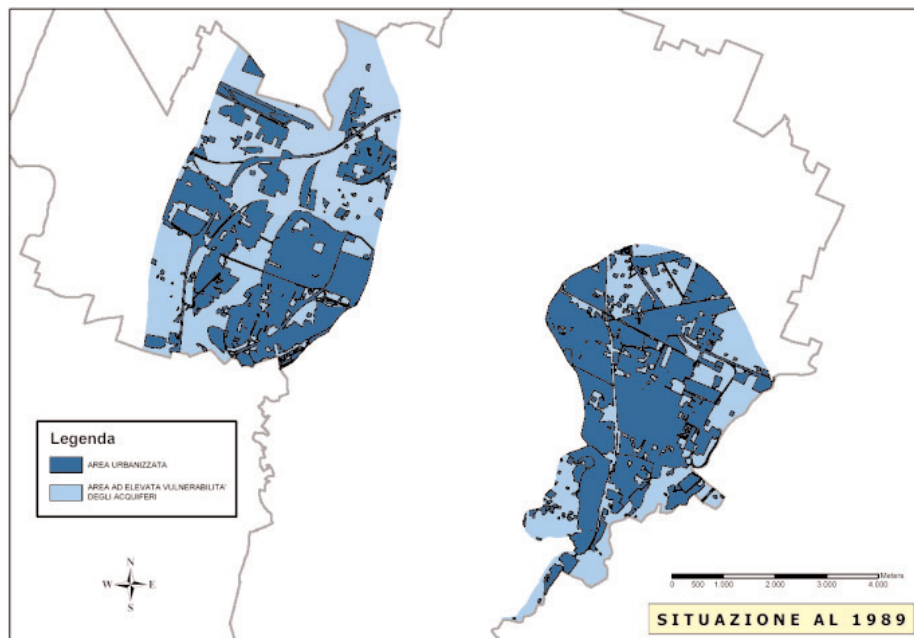 Legenda
AREA URBANIZZATA
AREA AD ELEVATA VULNERABILITA'
DEGLI ACQUIFERI
N
W E
S
Meters
0 500 1.000 2.000 3.000 4.000
SITUAZIONE AL 1989